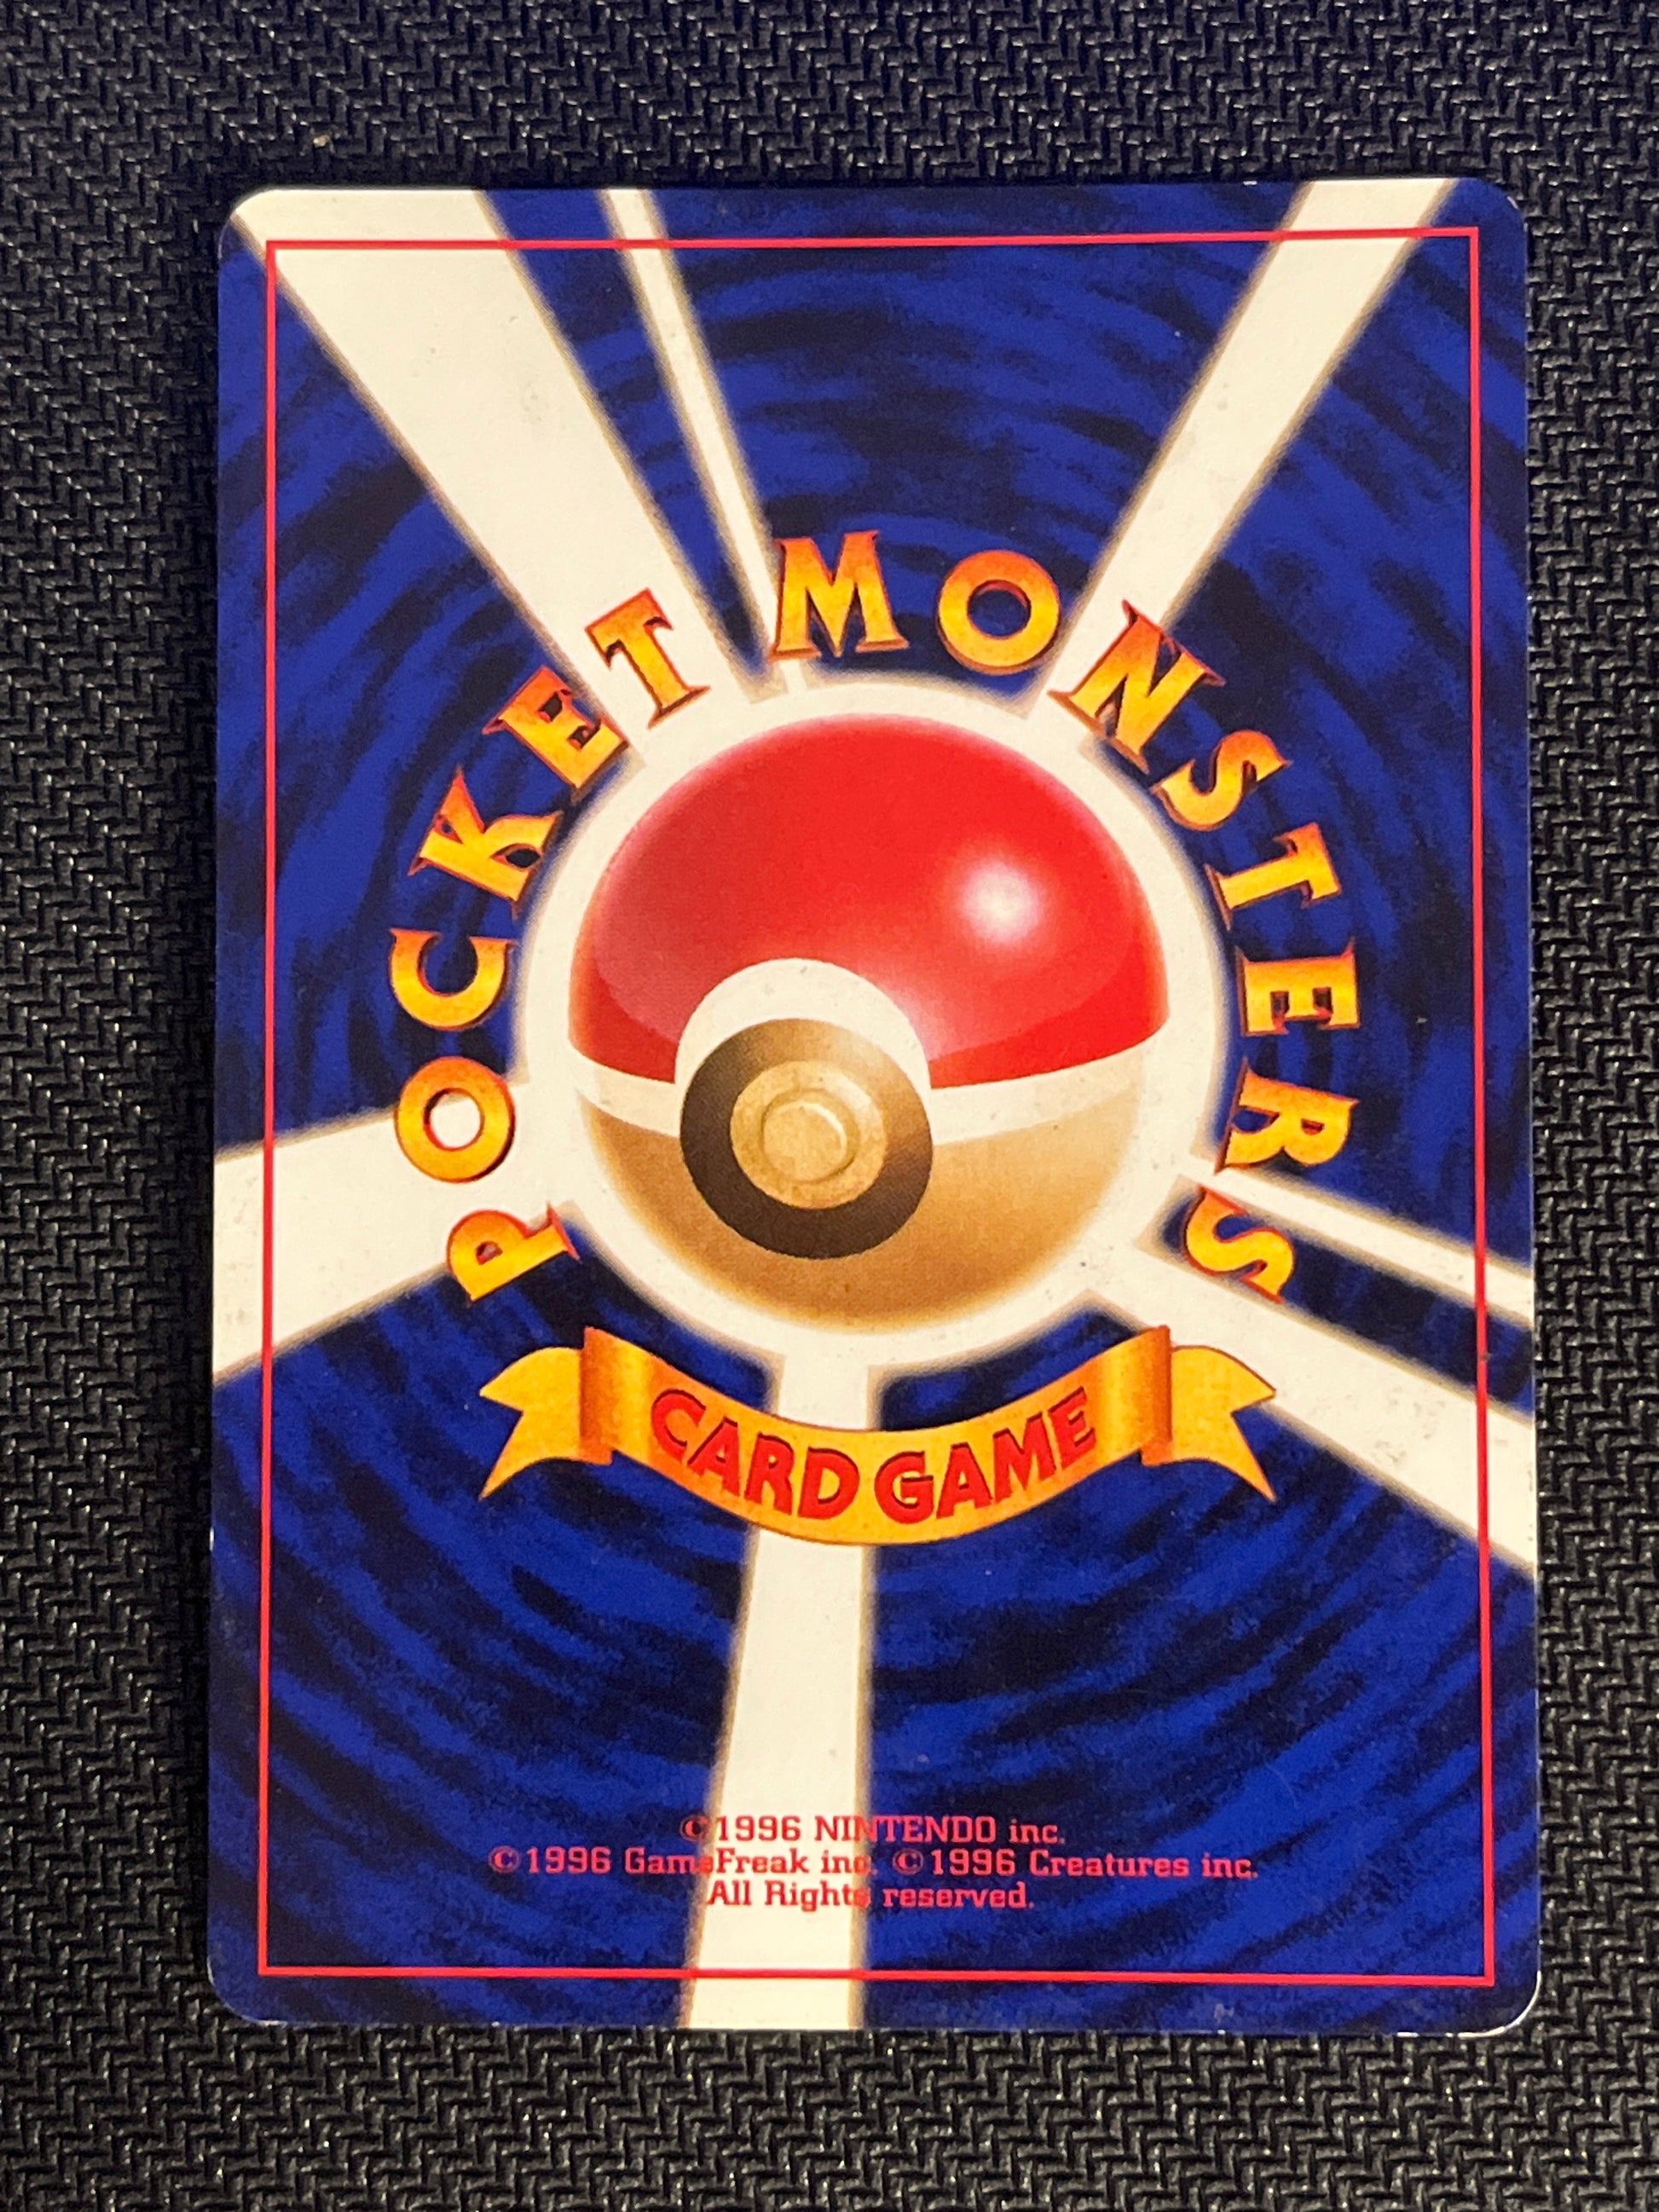 POCKET MONSTERS
CARD GAME
©1996 NINTENDO inc.
©1996 GameFreak inc. ©1996 Creatures inc.
All Rights reserved.